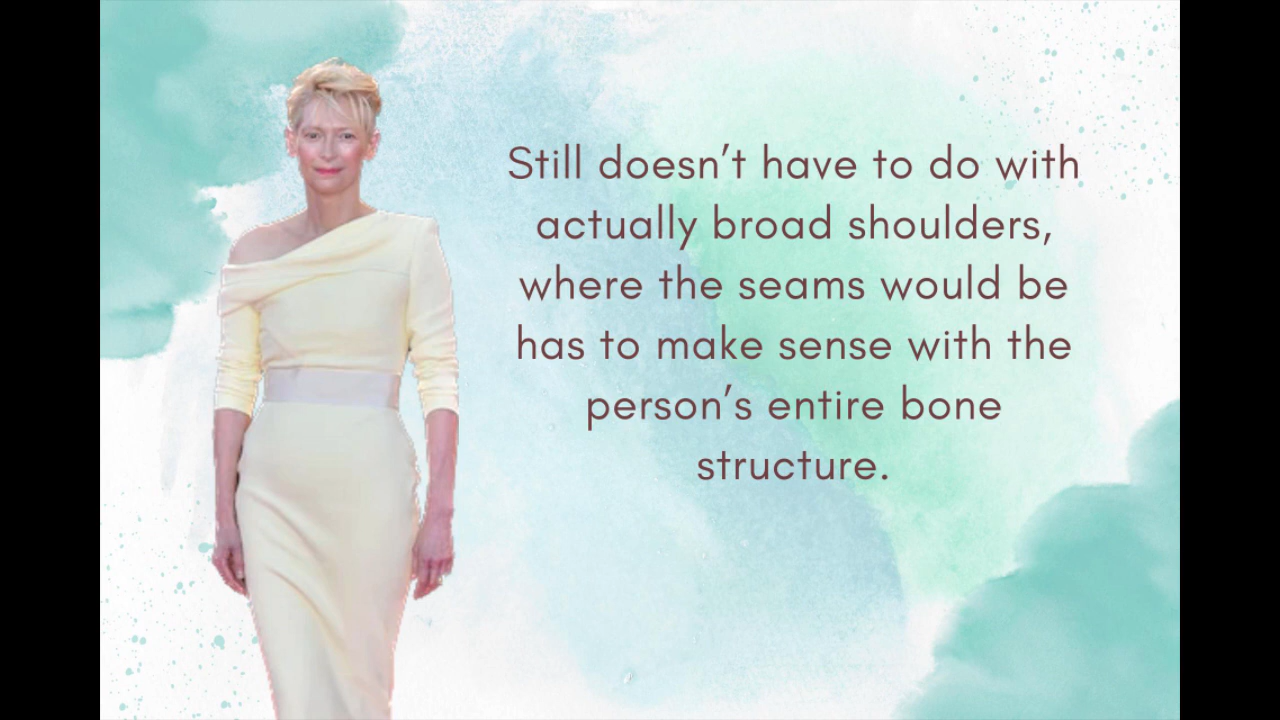 Still doesn't have to do with
actually broad shoulders,
where the seams would be
has to make sense with the
person's entire bone
structure.